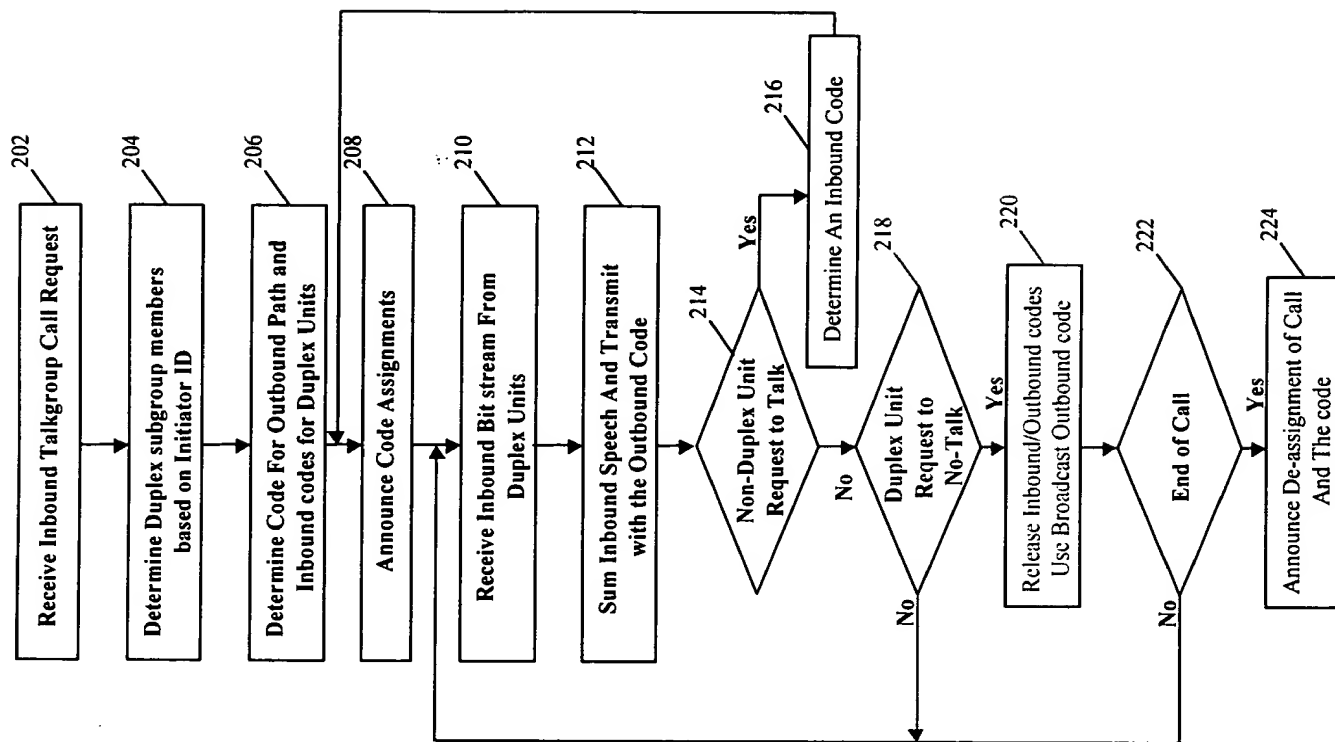 202
Receive Inbound Talkgroup Call Request
204
Determine Duplex subgroup members
based on Initiator ID
206
Determine Code For Outbound Path and
Inbound codes for Duplex Units
208
Announce Code Assignments
210
Receive Inbound Bit stream From
Duplex Units
212
Sum Inbound Speech And Transmit
with the Outbound Code
214
Non-Duplex Unit
Request to Talk
Yes
No
216
Determine An Inbound Code
218
Duplex Unit
Request to
No-Talk
No
Yes
220
Release Inbound/Outbound codes
Use Broadcast Outbound code
222
End of Call
No
Yes
224
Announce De-assignment of Call
And The code